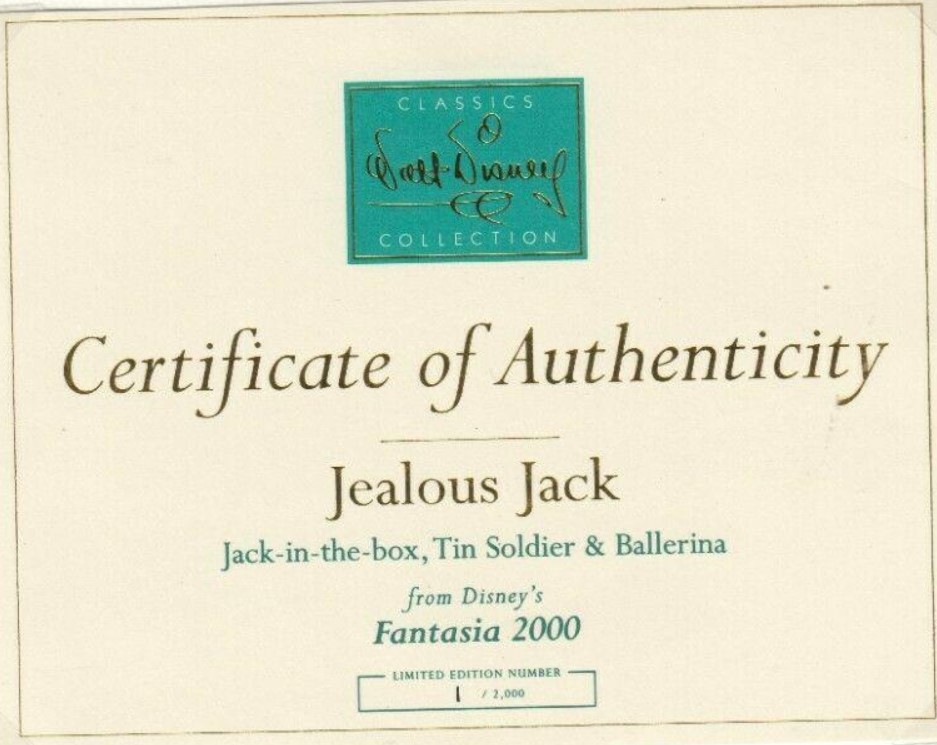 CLASSICS
Walt Disney
COLLECTION
Certificate of Authenticity
Jealous Jack
Jack-in-the-box, Tin Soldier & Ballerina
from Disney's
Fantasia 2000
LIMITED EDITION NUMBER
1 / 2,000